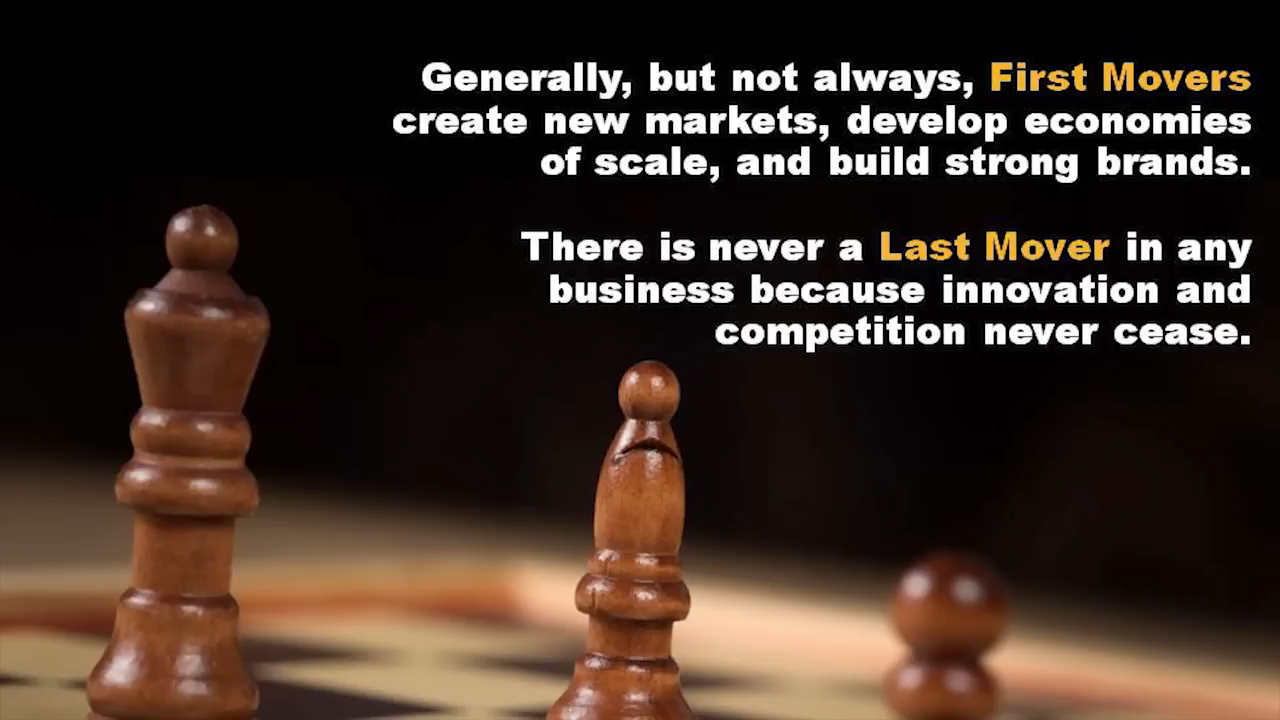 Generally, but not always, First Movers
create new markets, develop economies
of scale, and build strong brands.
There is never a Last Mover in any
business because innovation and
competition never cease.